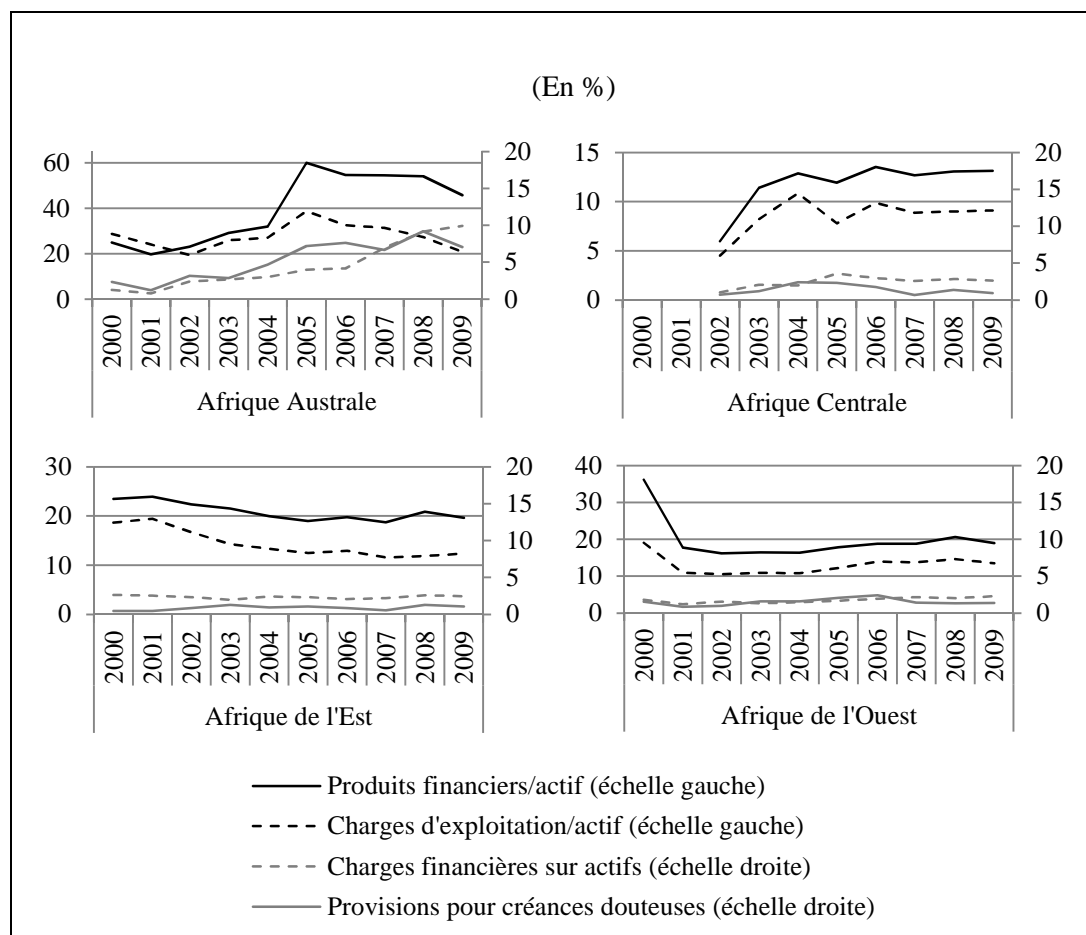 (En %)
60
40
20
0
20
15
10
5
0
2000 2001 2002 2003 2004 2005 2006 2007 2008 2009
Afrique Australe
15
10
5
0
20
15
10
5
0
2000 2001 2002 2003 2004 2005 2006 2007 2008 2009
Afrique Centrale
30
20
10
0
20
15
10
5
0
2000 2001 2002 2003 2004 2005 2006 2007 2008 2009
Afrique de l'Est
40
30
20
10
0
20
15
10
5
0
2000 2001 2002 2003 2004 2005 2006 2007 2008 2009
Afrique de l'Ouest
Produits financiers/actif (échelle gauche)
Charges d'exploitation/actif (échelle gauche)
Charges financières sur actifs (échelle droite)
Provisions pour créances douteuses (échelle droite)